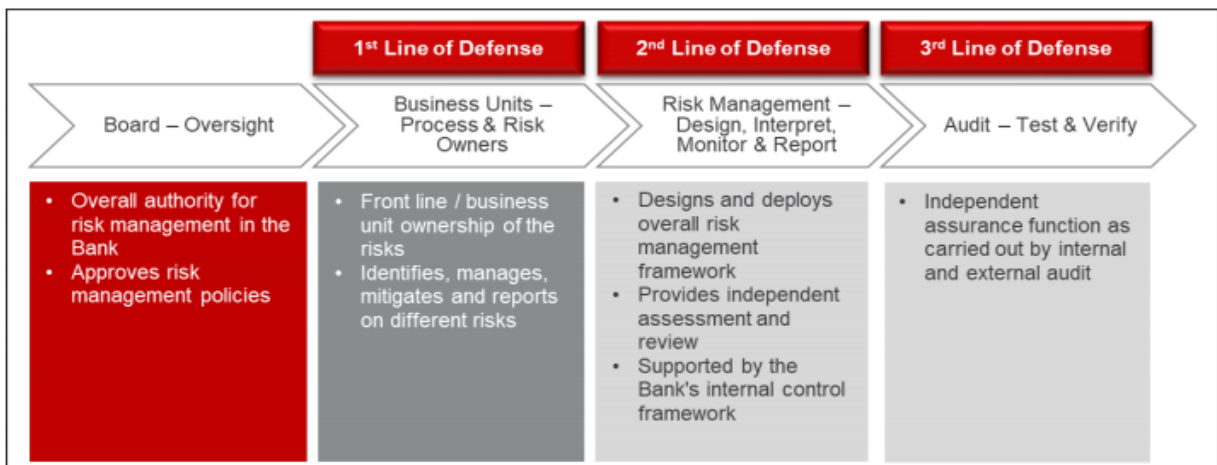 1st Line of Defense
2nd Line of Defense
3rd Line of Defense
Board – Oversight
Business Units –
Process & Risk
Owners
Risk Management –
Design, Interpret,
Monitor & Report
Audit – Test & Verify
• Overall authority for
risk management in the
Bank
• Approves risk
management policies
• Front line / business
unit ownership of the
risks
• Identifies, manages,
mitigates and reports
on different risks
• Designs and deploys
overall risk
management
framework
• Provides independent
assessment and
review
• Supported by the
Bank's internal control
framework
• Independent
assurance function as
carried out by internal
and external audit